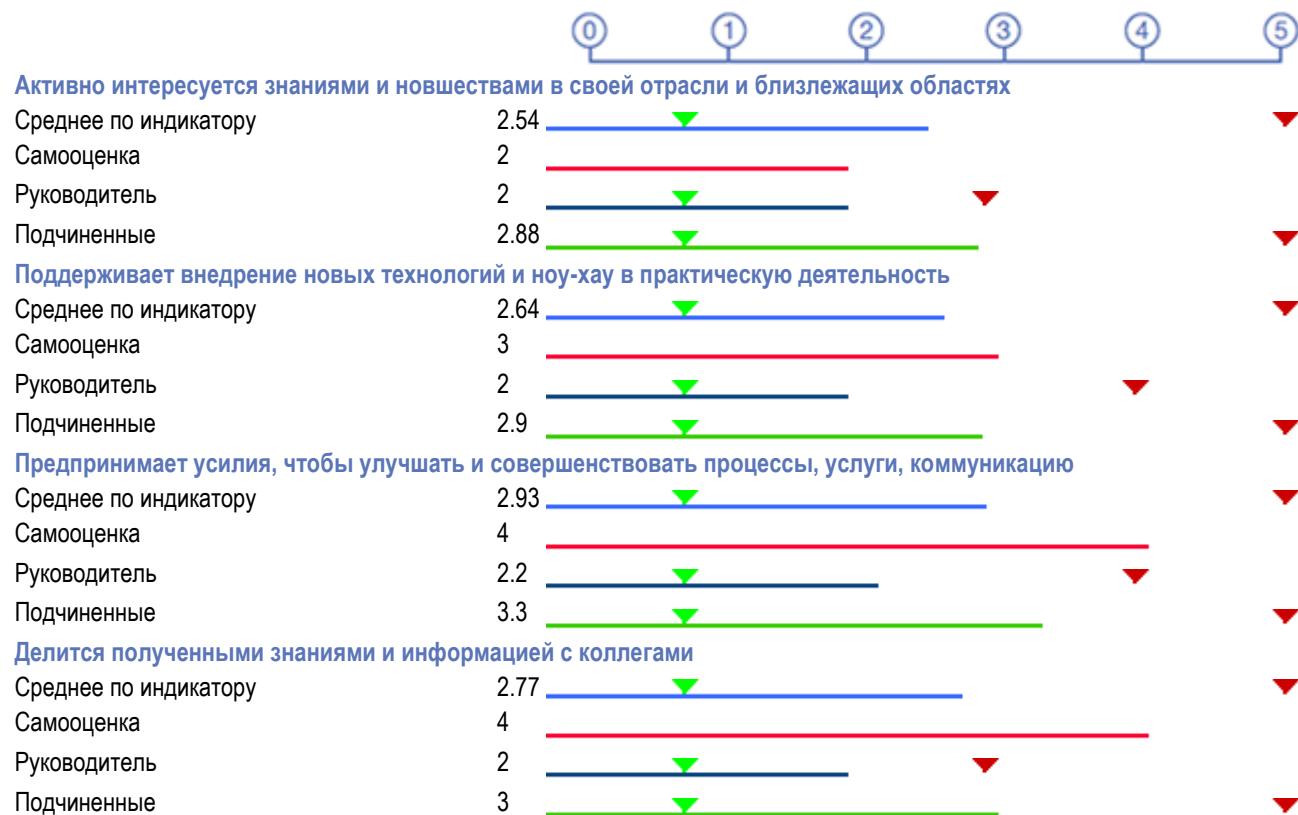 0 1 2 3 4 5
Активно интересуется знаниями и новшествами в своей отрасли и близлежащих областях
Среднее по индикатору 2.54
Самооценка 2
Руководитель 2
Подчиненные 2.88
Поддерживает внедрение новых технологий и ноу-хау в практическую деятельность
Среднее по индикатору 2.64
Самооценка 3
Руководитель 2
Подчиненные 2.9
Предпринимает усилия, чтобы улучшать и совершенствовать процессы, услуги, коммуникацию
Среднее по индикатору 2.93
Самооценка 4
Руководитель 2.2
Подчиненные 3.3
Делится полученными знаниями и информацией с коллегами
Среднее по индикатору 2.77
Самооценка 4
Руководитель 2
Подчиненные 3